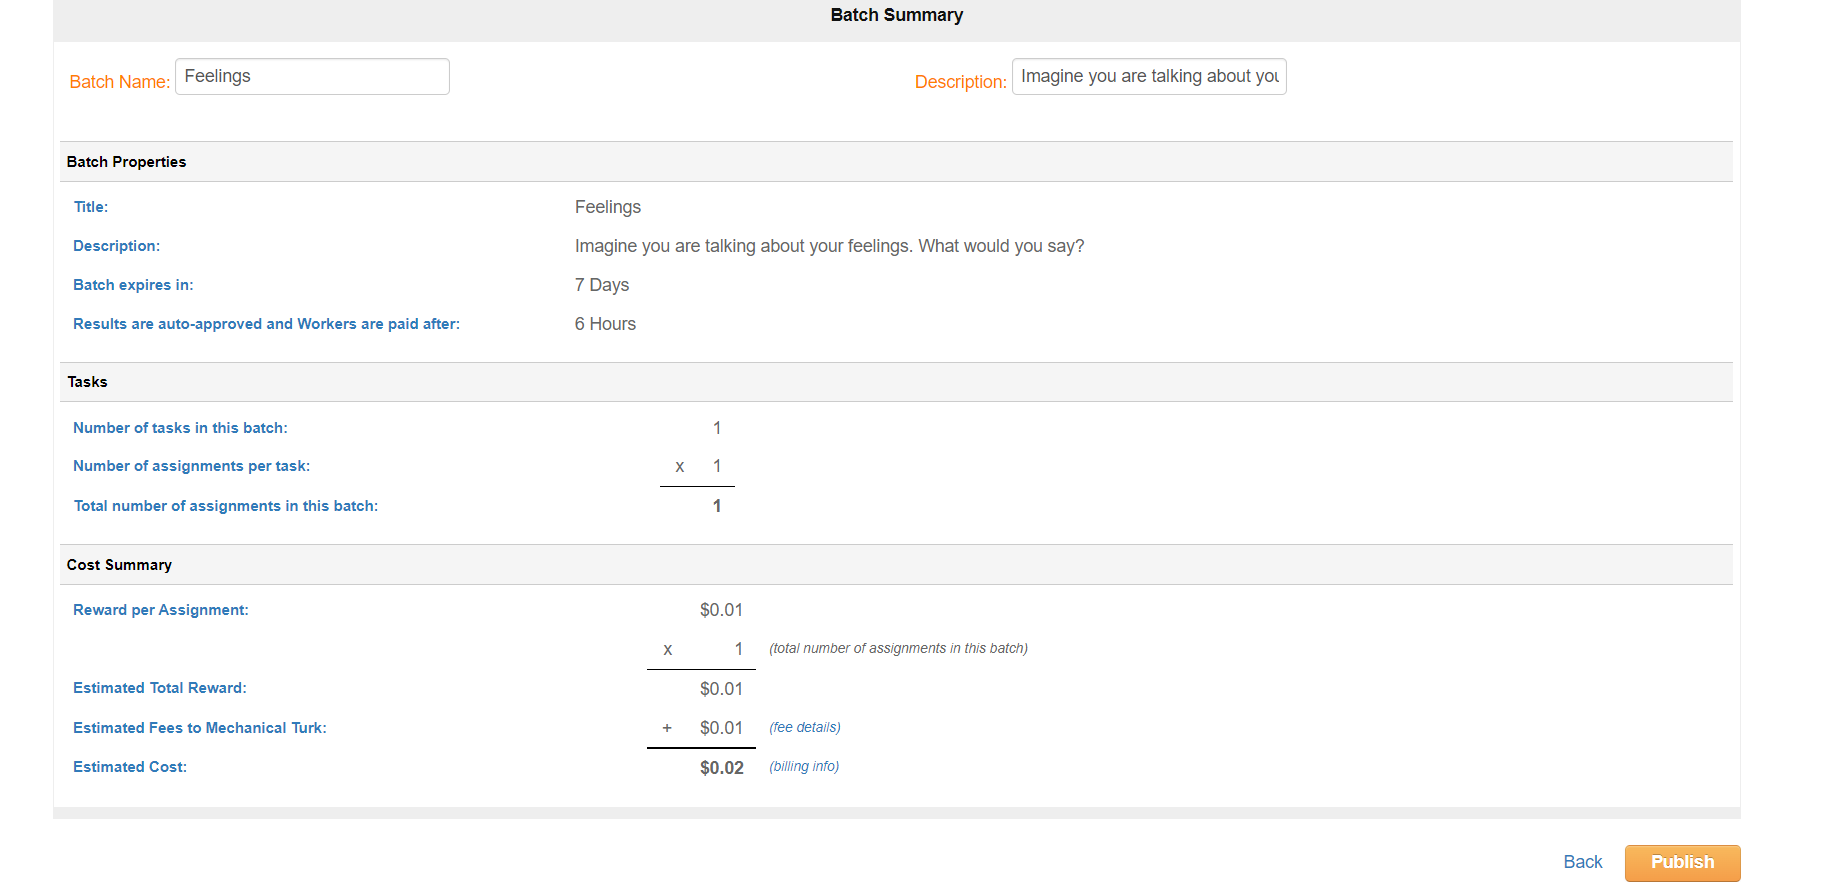 Batch Summary
Batch Name: Feelings Description: Imagine you are talking about you
Batch Properties
Title: Feelings
Description: Imagine you are talking about your feelings. What would you say?
Batch expires in: 7 Days
Results are auto-approved and Workers are paid after: 6 Hours
Tasks
Number of tasks in this batch: 1
Number of assignments per task: x 1
Total number of assignments in this batch: 1
Cost Summary
Reward per Assignment: $0.01
x 1 (total number of assignments in this batch)
Estimated Total Reward: $0.01
Estimated Fees to Mechanical Turk: + $0.01 (fee details)
Estimated Cost: $0.02 (billing info)
Back Publish